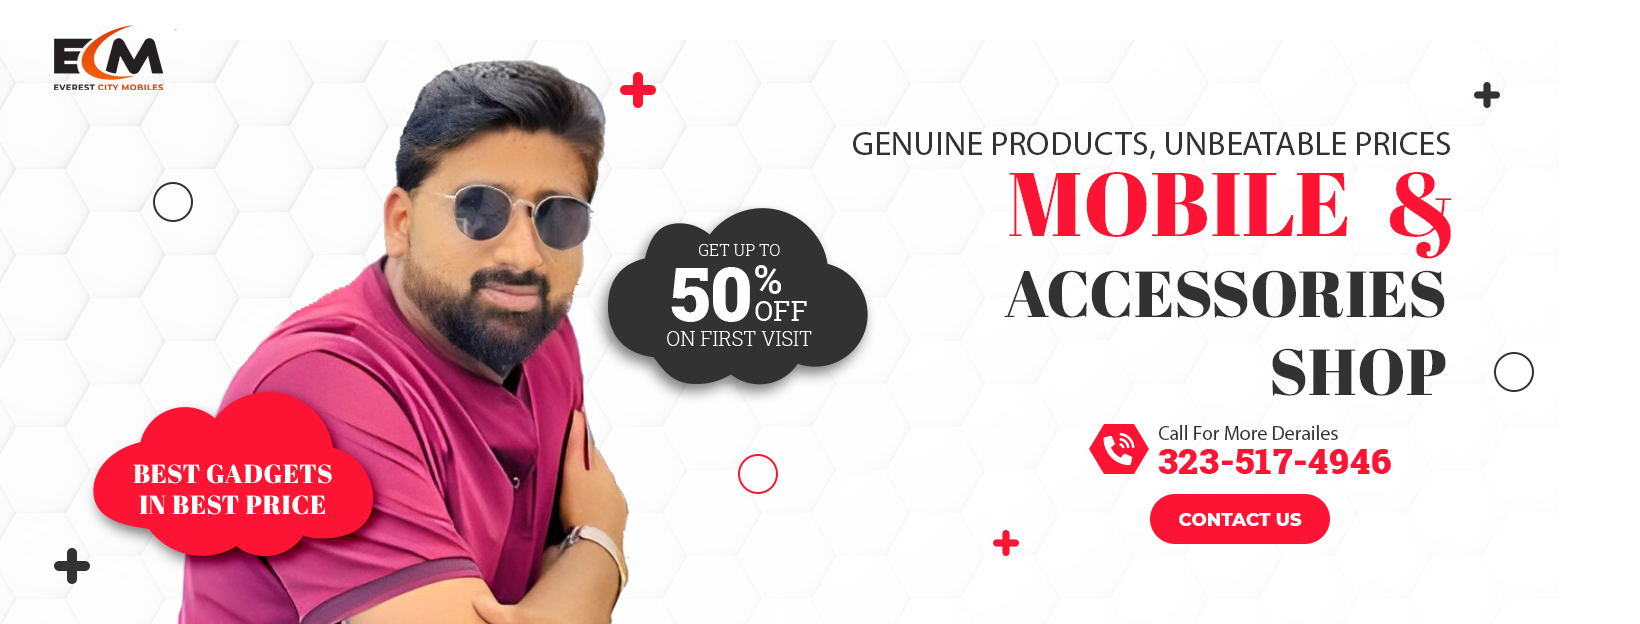 ECM
EVEREST CITY MOBILES
GENUINE PRODUCTS, UNBEATABLE PRICES
MOBILE &
ACCESSORIES
SHOP
GET UP TO
50% OFF
ON FIRST VISIT
BEST GADGETS
IN BEST PRICE
Call For More Derailes
323-517-4946
CONTACT US